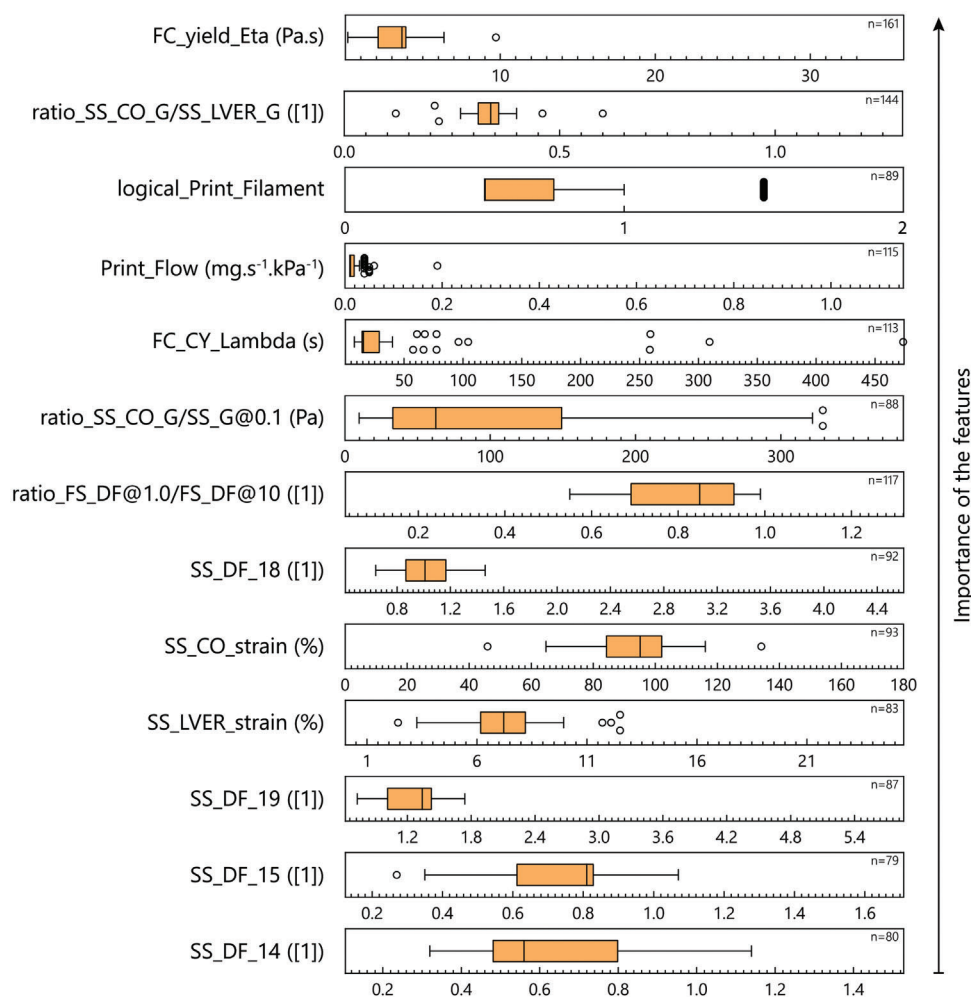 FC_yield_Eta (Pa.s)
n=161
10 20 30
ratio_SS_CO_G/SS_LVER_G ([1])
n=144
0.0 0.5 1.0
logical_Print_Filament
n=89
0 1 2
Print_Flow (mg.s⁻¹.kPa⁻¹)
n=115
0.0 0.2 0.4 0.6 0.8 1.0
FC_CY_Lambda (s)
n=113
50 100 150 200 250 300 350 400 450
ratio_SS_CO_G/SS_G@0.1 (Pa)
n=88
0 100 200 300
ratio_FS_DF@1.0/FS_DF@10 ([1])
n=117
0.2 0.4 0.6 0.8 1.0 1.2
SS_DF_18 ([1])
n=92
0.8 1.2 1.6 2.0 2.4 2.8 3.2 3.6 4.0 4.4
SS_CO_strain (%)
n=93
0 20 40 60 80 100 120 140 160 180
SS_LVER_strain (%)
n=83
1 6 11 16 21
SS_DF_19 ([1])
n=87
1.2 1.8 2.4 3.0 3.6 4.2 4.8 5.4
SS_DF_15 ([1])
n=79
0.2 0.4 0.6 0.8 1.0 1.2 1.4 1.6
SS_DF_14 ([1])
n=80
0.2 0.4 0.6 0.8 1.0 1.2 1.4
Importance of the features